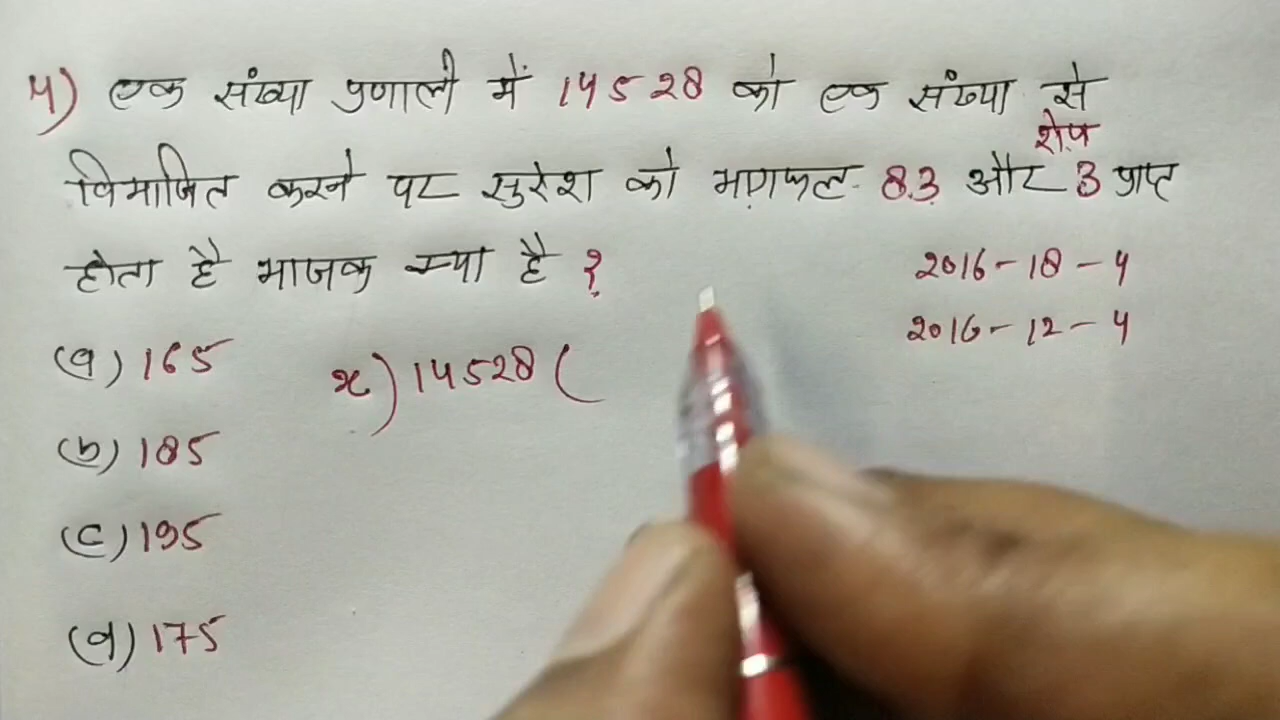 4) एक संख्या प्रणाली में 14528 को एक संख्या से
विभाजित करने पर सुरेश को भागफल 83 और शेष 3 प्राप्त
होता है भाजक क्या है ?
2016-18-4
2016-12-4
(a) 165
x) 14528 (
(b) 185
(c) 195
(d) 175